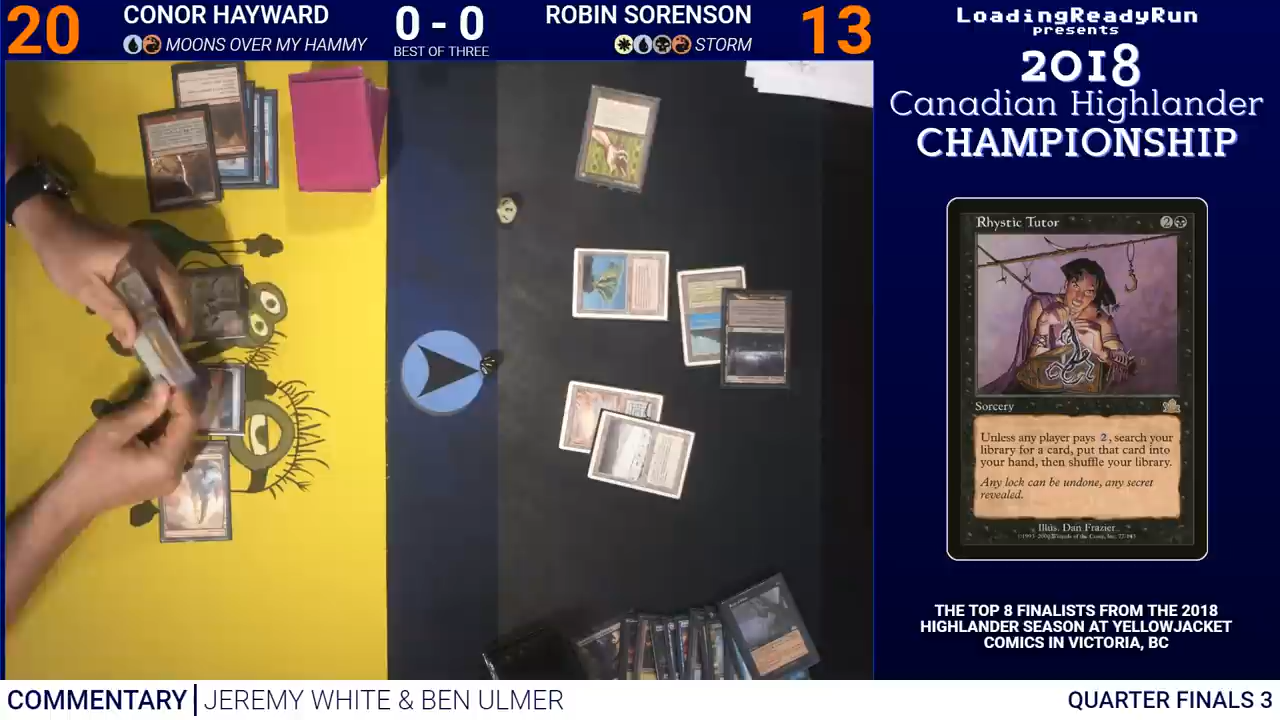 20
CONOR HAYWARD
MOONS OVER MY HAMMY
0 - 0
BEST OF THREE
ROBIN SORENSON
STORM
13
LoadingReadyRun
presents
2018
Canadian Highlander
CHAMPIONSHIP
Rhystic Tutor
2
Sorcery
Unless any player pays 2, search your
library for a card, put that card into
your hand, then shuffle your library.
Any lock can be undone, any secret
revealed.
Illus. Dan Frazier
THE TOP 8 FINALISTS FROM THE 2018
HIGHLANDER SEASON AT YELLOWJACKET
COMICS IN VICTORIA, BC
COMMENTARY | JEREMY WHITE & BEN ULMER
QUARTER FINALS 3